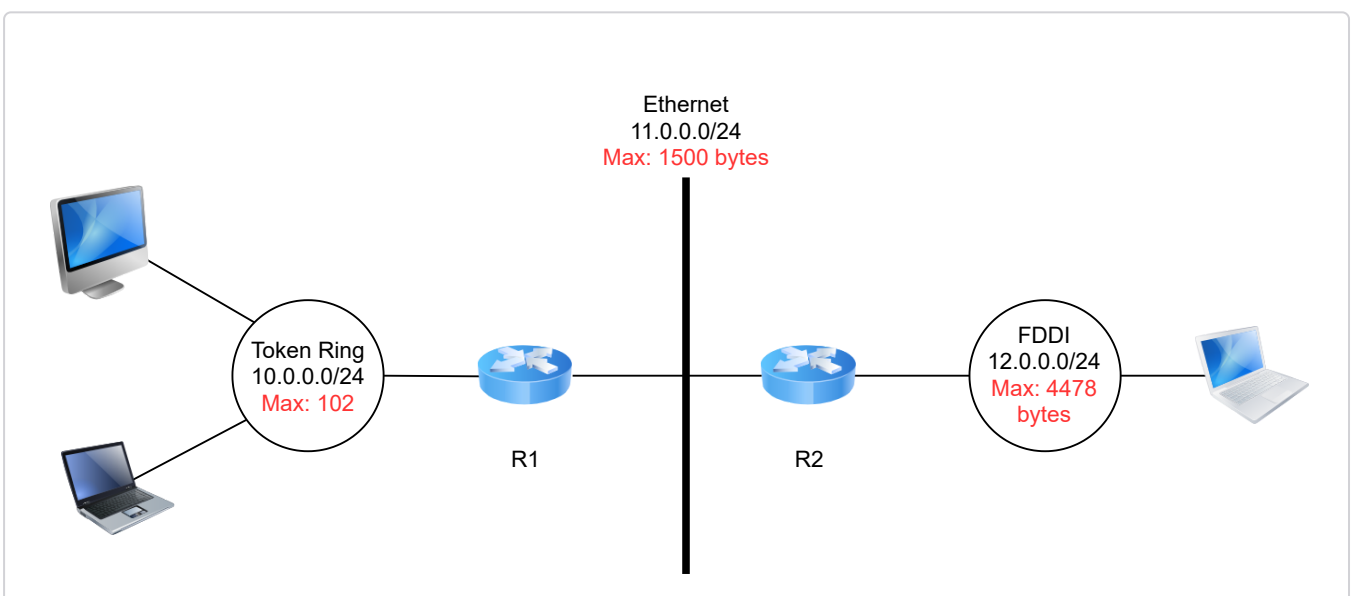 Ethernet
11.0.0.0/24
Max: 1500 bytes
Token Ring
10.0.0.0/24
Max: 102
R1
R2
FDDI
12.0.0.0/24
Max: 4478
bytes